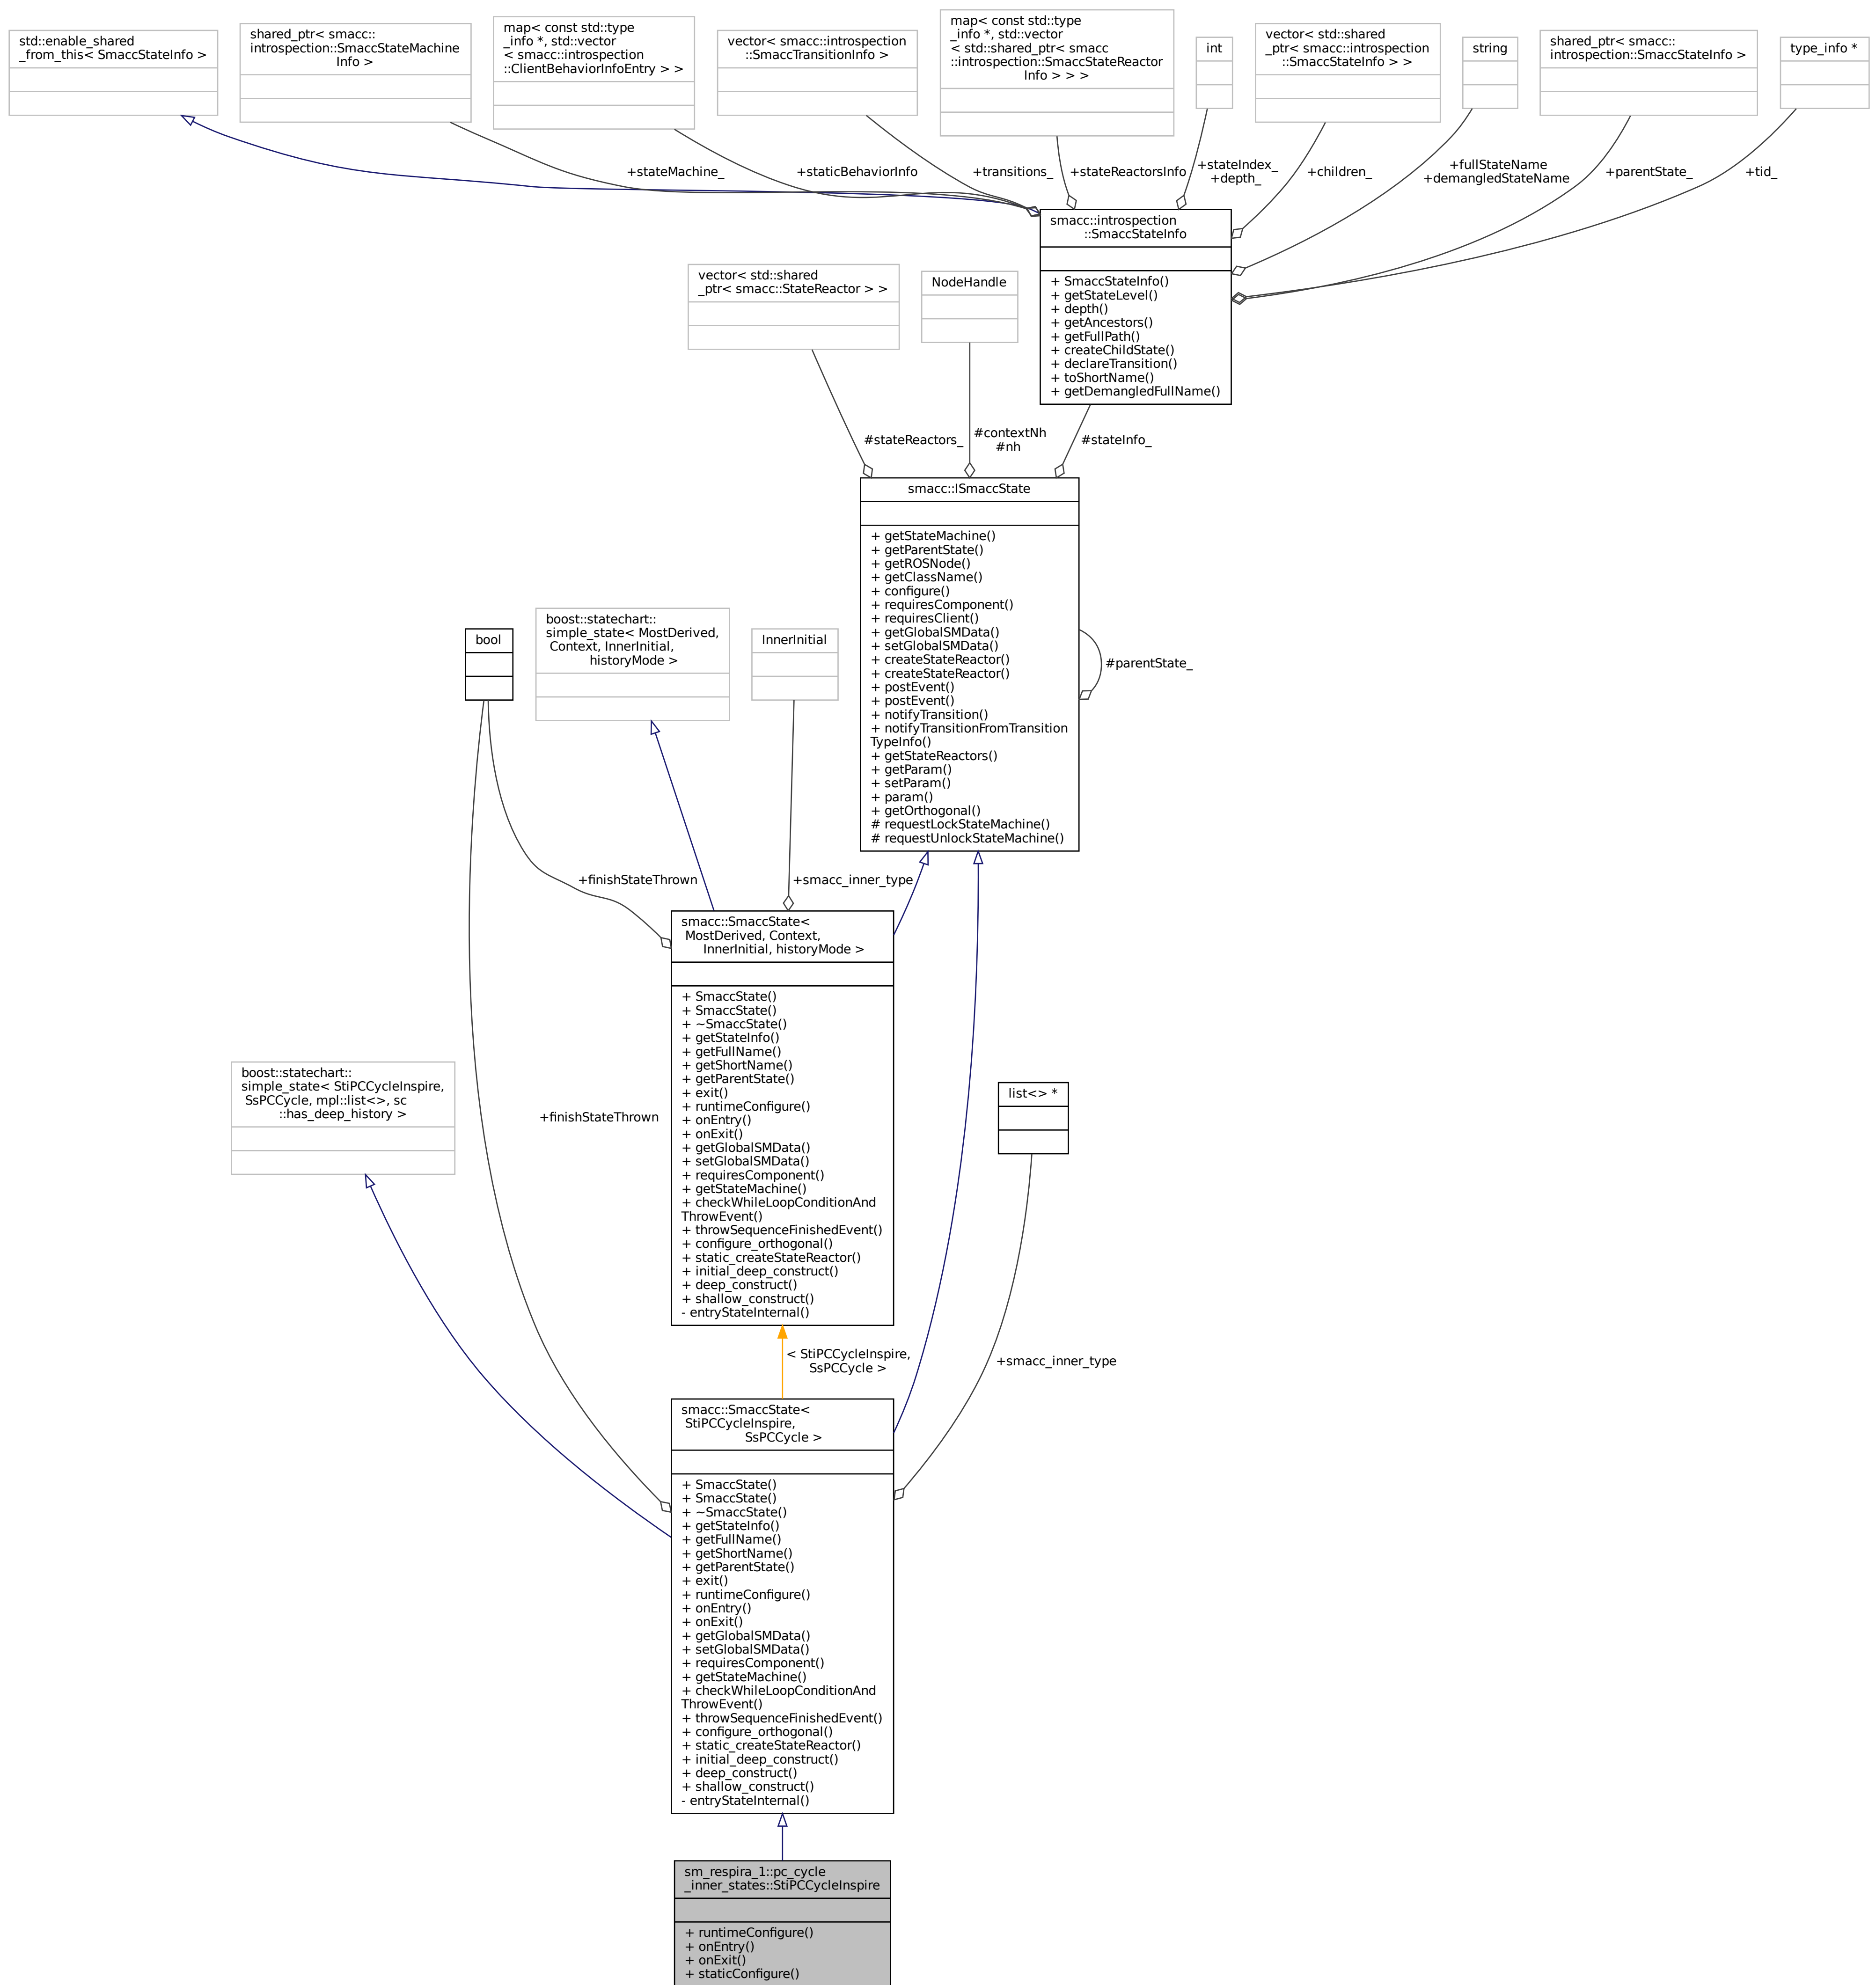 std::enable_shared
_from_this< SmaccStateInfo >
shared_ptr< smacc::
introspection::SmaccStateMachine
Info >
map< const std::type
_info *, std::vector
< smacc::introspection
::ClientBehaviorInfoEntry > >
vector< smacc::introspection
::SmaccTransitionInfo >
map< const std::type
_info *, std::vector
< std::shared_ptr< smacc
::introspection::SmaccStateReactor
Info > > >
int
vector< std::shared
_ptr< smacc::introspection
::SmaccStateInfo > >
string
shared_ptr< smacc::
introspection::SmaccStateInfo >
type_info *
+stateMachine_
+staticBehaviorInfo
+transitions_
+stateReactorsInfo
+stateIndex_
+depth_
+children_
+fullStateName
+demangledStateName
+parentState_
+tid_
smacc::introspection
::SmaccStateInfo
+ SmaccStateInfo()
+ getStateLevel()
+ depth()
+ getAncestors()
+ getFullPath()
+ createChildState()
+ declareTransition()
+ toShortName()
+ getDemangledFullName()
vector< std::shared
_ptr< smacc::StateReactor > >
NodeHandle
#stateReactors_
#contextNh
#nh
#stateInfo_
smacc::ISmaccState
+ getStateMachine()
+ getParentState()
+ getROSNode()
+ getClassName()
+ configure()
+ requiresComponent()
+ requiresClient()
+ getGlobalSMData()
+ setGlobalSMData()
+ createStateReactor()
+ createStateReactor()
+ postEvent()
+ postEvent()
+ notifyTransition()
+ notifyTransitionFromTransition
TypeInfo()
+ getStateReactors()
+ getParam()
+ setParam()
+ param()
+ getOrthogonal()
# requestLockStateMachine()
# requestUnlockStateMachine()
#parentState_
bool
boost::statechart::
simple_state< MostDerived,
Context, InnerInitial,
historyMode >
InnerInitial
+finishStateThrown
+smacc_inner_type
smacc::SmaccState<
MostDerived, Context,
InnerInitial, historyMode >
+ SmaccState()
+ SmaccState()
+ ~SmaccState()
+ getStateInfo()
+ getFullName()
+ getShortName()
+ getParentState()
+ exit()
+ runtimeConfigure()
+ onEntry()
+ onExit()
+ getGlobalSMData()
+ setGlobalSMData()
+ requiresComponent()
+ getStateMachine()
+ checkWhileLoopConditionAnd
ThrowEvent()
+ throwSequenceFinishedEvent()
+ configure_orthogonal()
+ static_createStateReactor()
+ initial_deep_construct()
+ deep_construct()
+ shallow_construct()
- entryStateInternal()
boost::statechart::
simple_state< StiPCCycleInspire,
SsPCCycle, mpl::list<>, sc
::has_deep_history >
+finishStateThrown
list<> *
< StiPCCycleInspire,
SsPCCycle >
+smacc_inner_type
smacc::SmaccState<
StiPCCycleInspire,
SsPCCycle >
+ SmaccState()
+ SmaccState()
+ ~SmaccState()
+ getStateInfo()
+ getFullName()
+ getShortName()
+ getParentState()
+ exit()
+ runtimeConfigure()
+ onEntry()
+ onExit()
+ getGlobalSMData()
+ setGlobalSMData()
+ requiresComponent()
+ getStateMachine()
+ checkWhileLoopConditionAnd
ThrowEvent()
+ throwSequenceFinishedEvent()
+ configure_orthogonal()
+ static_createStateReactor()
+ initial_deep_construct()
+ deep_construct()
+ shallow_construct()
- entryStateInternal()
sm_respira_1::pc_cycle
_inner_states::StiPCCycleInspire
+ runtimeConfigure()
+ onEntry()
+ onExit()
+ staticConfigure()